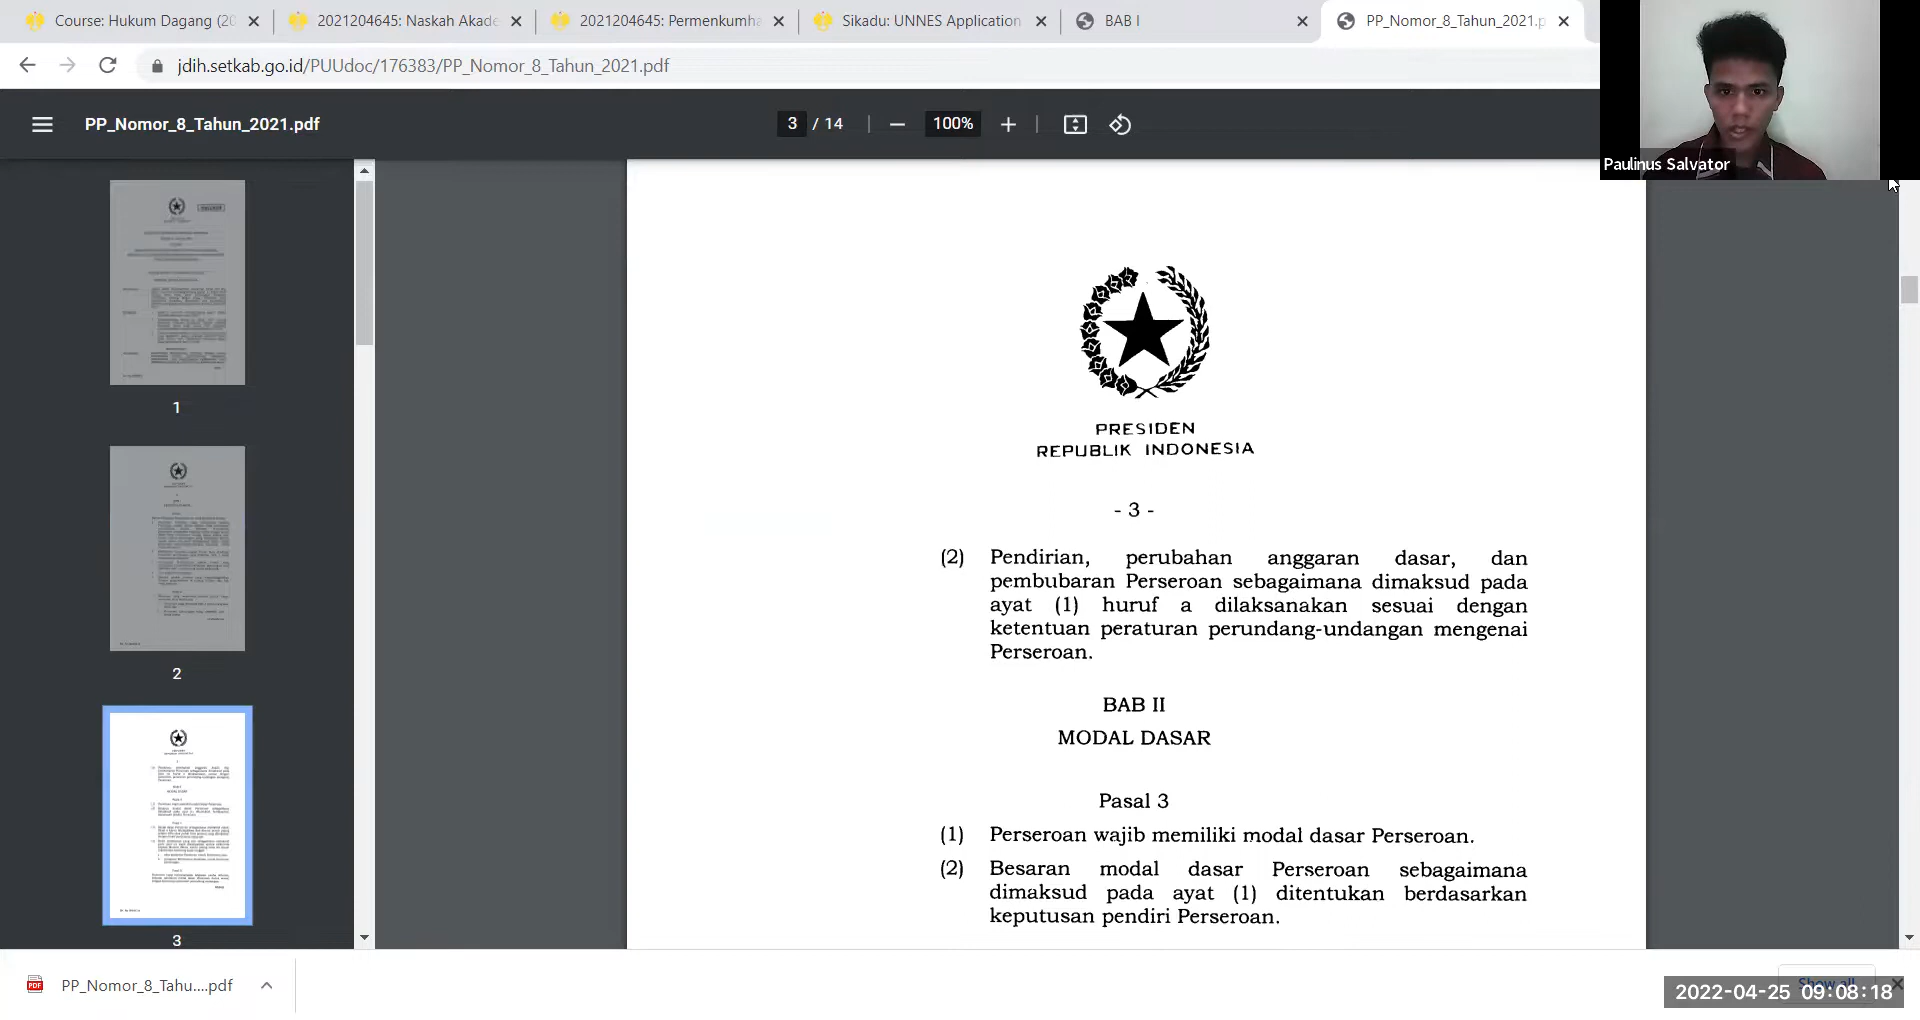 Course: Hukum Dagang (20
2021204645: Naskah Akade
2021204645: Permenkumha
Sikadu: UNNES Application
BAB I
PP_Nomor_8_Tahun_2021.p
jdih.setkab.go.id/PUUdoc/176383/PP_Nomor_8_Tahun_2021.pdf
PP_Nomor_8_Tahun_2021.pdf
3 / 14
100%
Paulinus Salvator
1
2
3
PRESIDEN
REPUBLIK INDONESIA
- 3 -
(2) Pendirian, perubahan anggaran dasar, dan
pembubaran Perseroan sebagaimana dimaksud pada
ayat (1) huruf a dilaksanakan sesuai dengan
ketentuan peraturan perundang-undangan mengenai
Perseroan.
BAB II
MODAL DASAR
Pasal 3
(1) Perseroan wajib memiliki modal dasar Perseroan.
(2) Besaran modal dasar Perseroan sebagaimana
dimaksud pada ayat (1) ditentukan berdasarkan
keputusan pendiri Perseroan.
PDF
PP_Nomor_8_Tahu....pdf
Show all
2022-04-25 09:08:18